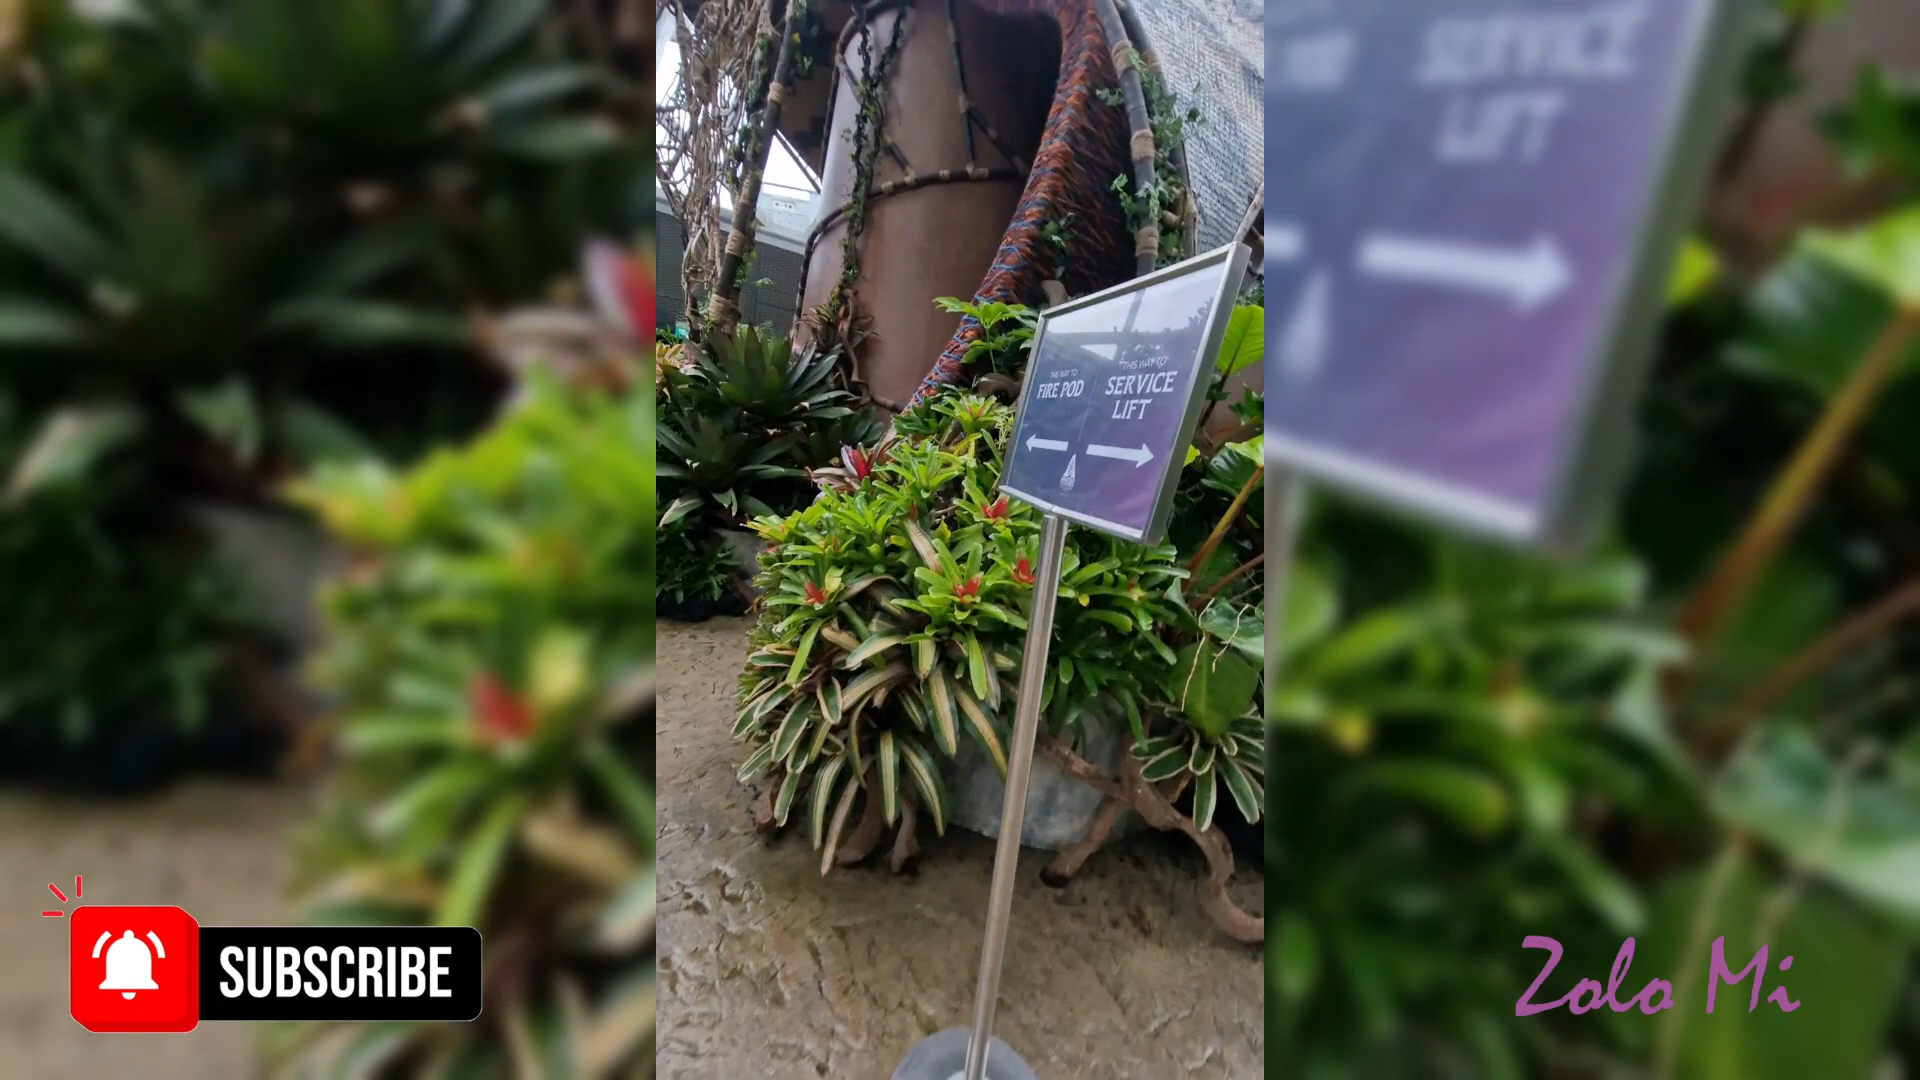 THIS WAY TO
FIRE POD
THIS WAY TO
SERVICE
LIFT
SERVICE
LIFT
SUBSCRIBE
Zolo Mi